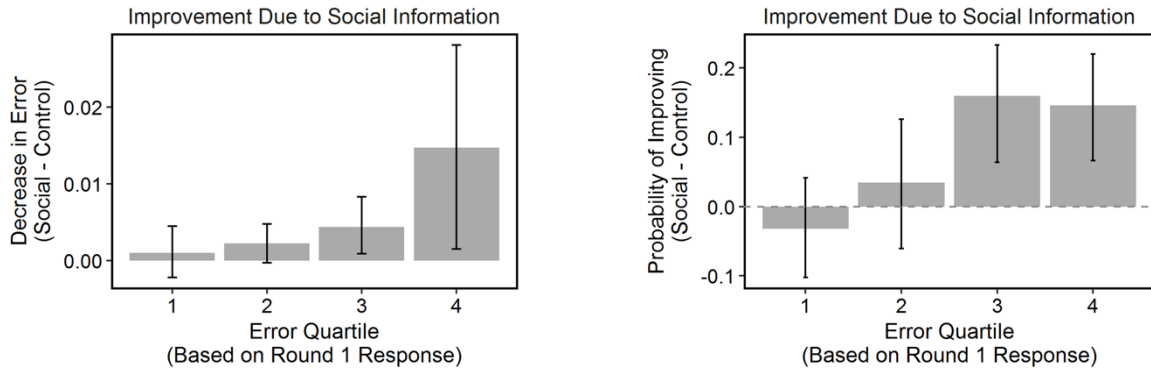 Improvement Due to Social Information
Decrease in Error
(Social - Control)
0.02
0.01
0.00
1 2 3 4
Error Quartile
(Based on Round 1 Response)
Improvement Due to Social Information
Probability of Improving
(Social - Control)
0.2
0.1
0.0
-0.1
1 2 3 4
Error Quartile
(Based on Round 1 Response)